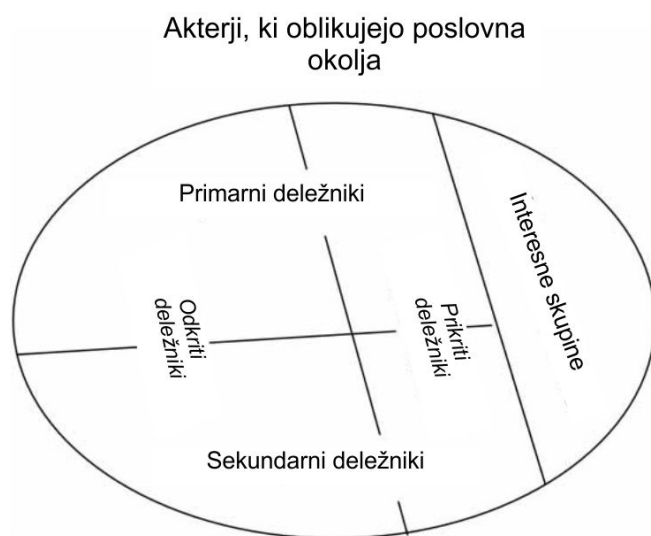 Akterji, ki oblikujejo poslovna
okolja
Primarni deležniki
Interesne skupine
Odkriti
deležniki
Prikriti
deležniki
Sekundarni deležniki